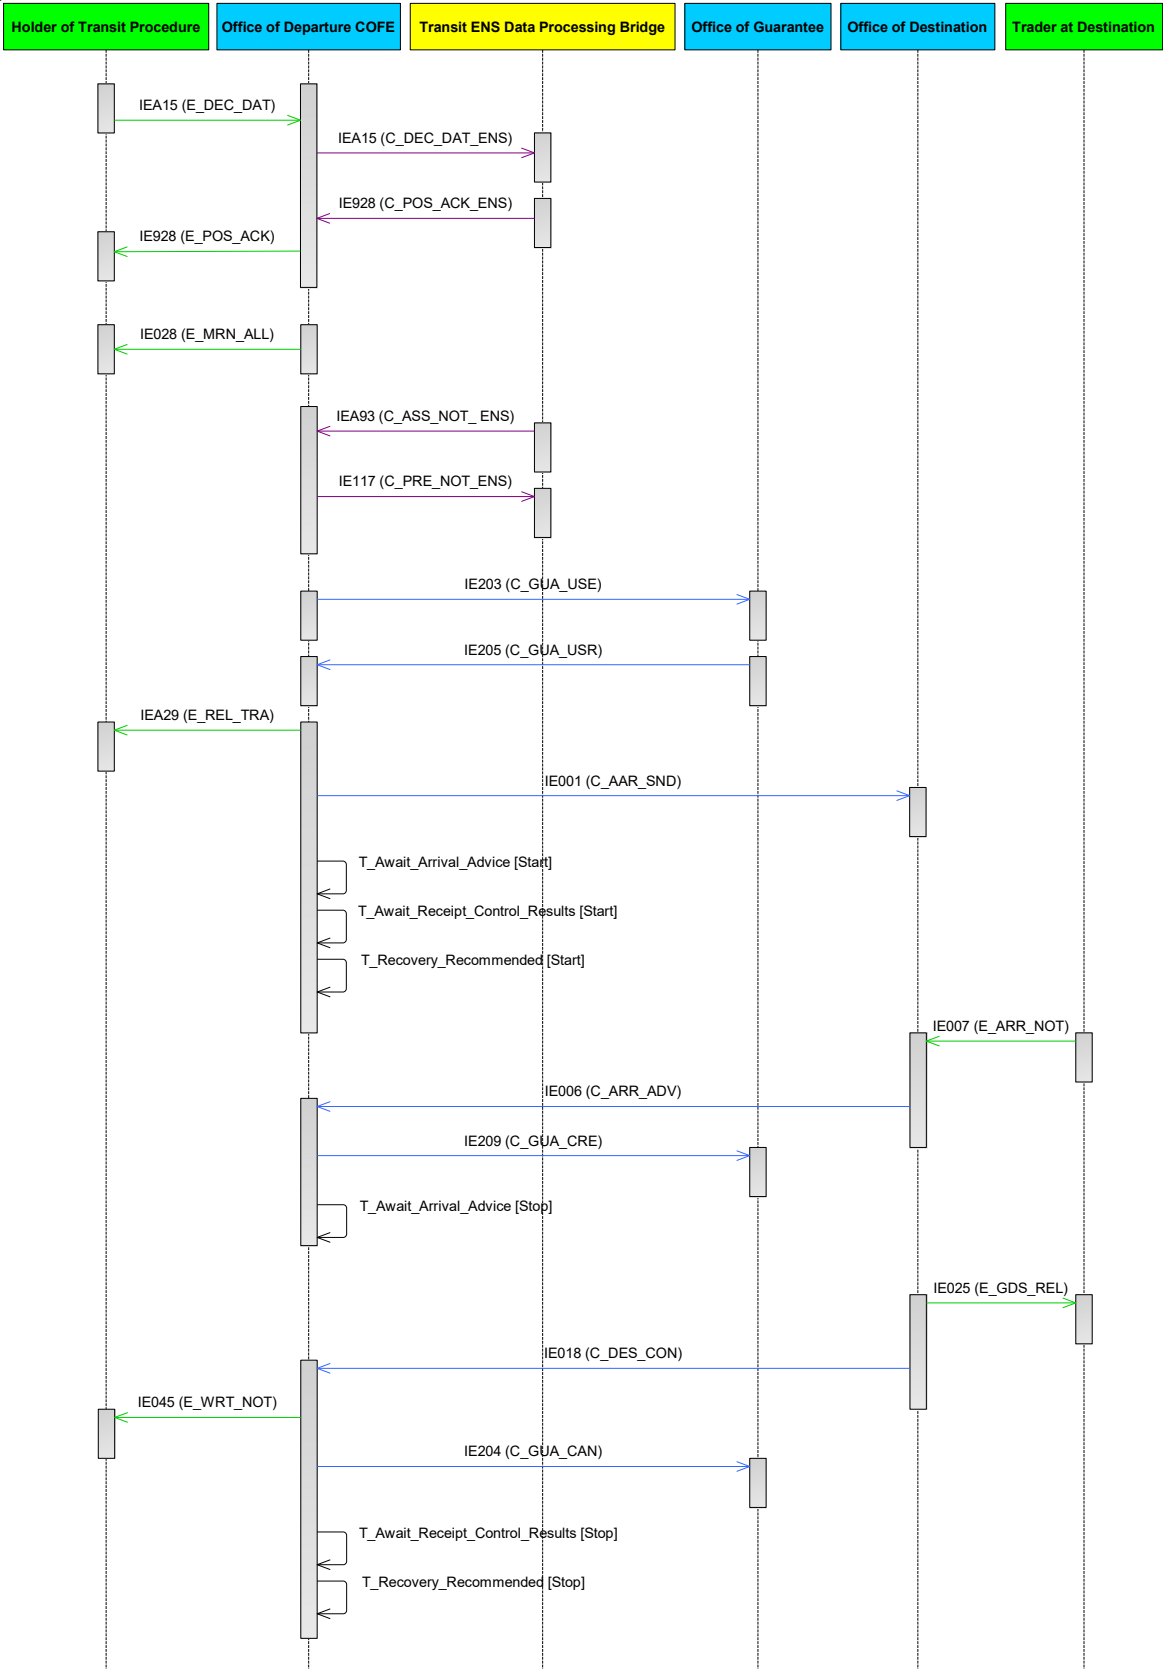 Holder of Transit Procedure
Office of Departure COFE
Transit ENS Data Processing Bridge
Office of Guarantee
Office of Destination
Trader at Destination
IEA15 (E_DEC_DAT)
IEA15 (C_DEC_DAT_ENS)
IE928 (C_POS_ACK_ENS)
IE928 (E_POS_ACK)
IE028 (E_MRN_ALL)
IEA93 (C_ASS_NOT_ ENS)
IE117 (C_PRE_NOT_ENS)
IE203 (C_GUA_USE)
IE205 (C_GUA_USR)
IEA29 (E_REL_TRA)
IE001 (C_AAR_SND)
T_Await_Arrival_Advice [Start]
T_Await_Receipt_Control_Results [Start]
T_Recovery_Recommended [Start]
IE007 (E_ARR_NOT)
IE006 (C_ARR_ADV)
IE209 (C_GUA_CRE)
T_Await_Arrival_Advice [Stop]
IE025 (E_GDS_REL)
IE018 (C_DES_CON)
IE045 (E_WRT_NOT)
IE204 (C_GUA_CAN)
T_Await_Receipt_Control_Results [Stop]
T_Recovery_Recommended [Stop]